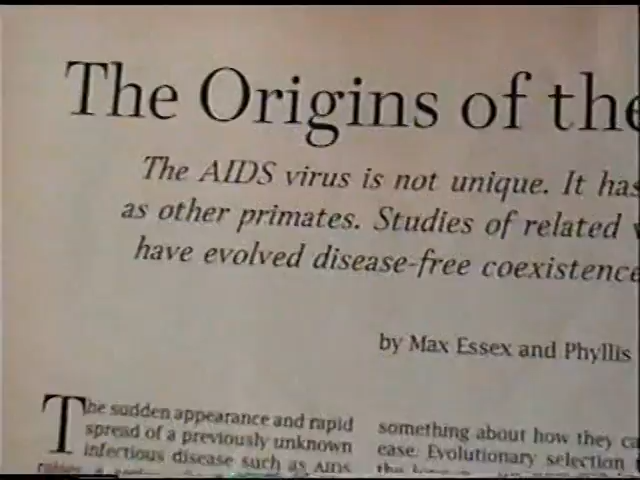 The Origins of the
The AIDS virus is not unique. It has
as other primates. Studies of related
have evolved disease-free coexistence
by Max Essex and Phyllis
The sudden appearance and rapid
spread of a previously unknown
infectious disease such as AIDS
something about how they ca
ease. Evolutionary selection